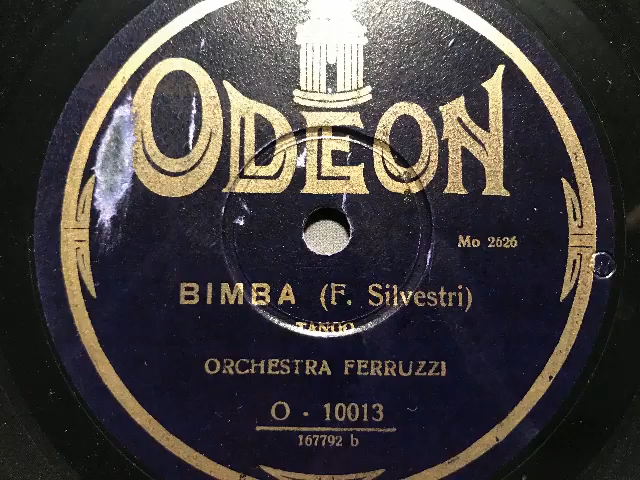 ODEON
Mo 2626
BIMBA (F. Silvestri)
TANGO
ORCHESTRA FERRUZZI
O - 10013
167792 b